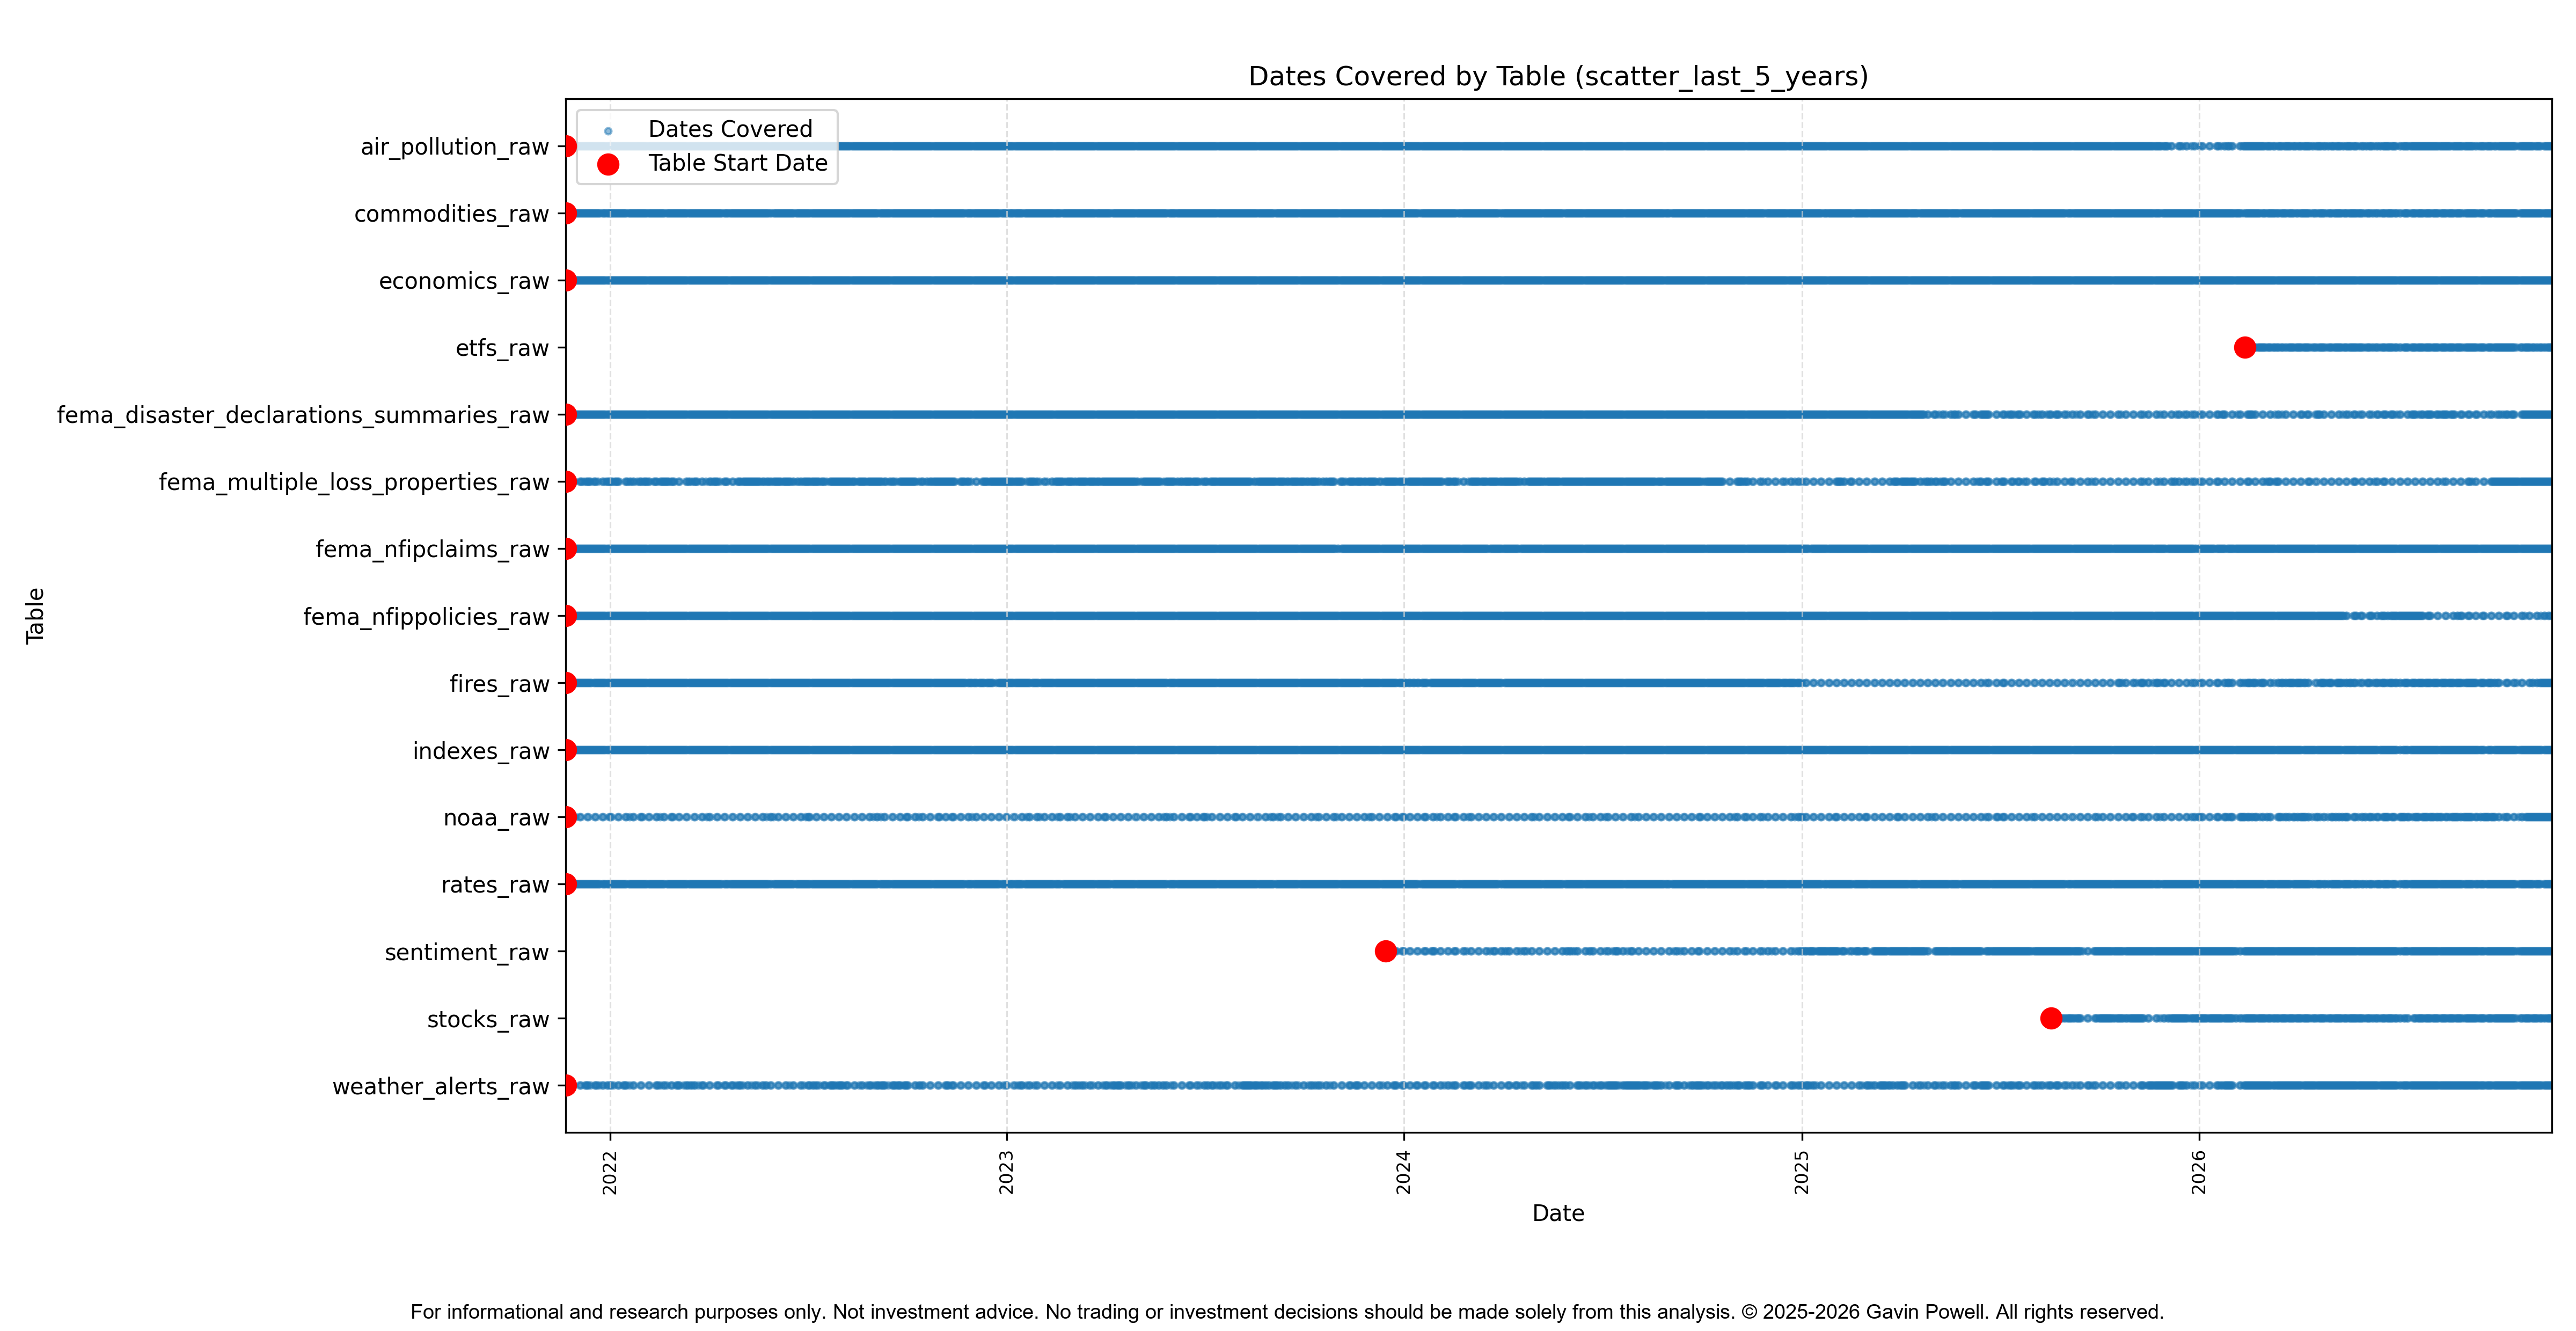 Dates Covered by Table (scatter_last_5_years)
Dates Covered
Table Start Date
air_pollution_raw
commodities_raw
economics_raw
etfs_raw
fema_disaster_declarations_summaries_raw
fema_multiple_loss_properties_raw
fema_nfipclaims_raw
fema_nfippolicies_raw
fires_raw
indexes_raw
noaa_raw
rates_raw
sentiment_raw
stocks_raw
weather_alerts_raw
Table
2022
2023
2024
2025
2026
Date
For informational and research purposes only. Not investment advice. No trading or investment decisions should be made solely from this analysis. © 2025-2026 Gavin Powell. All rights reserved.